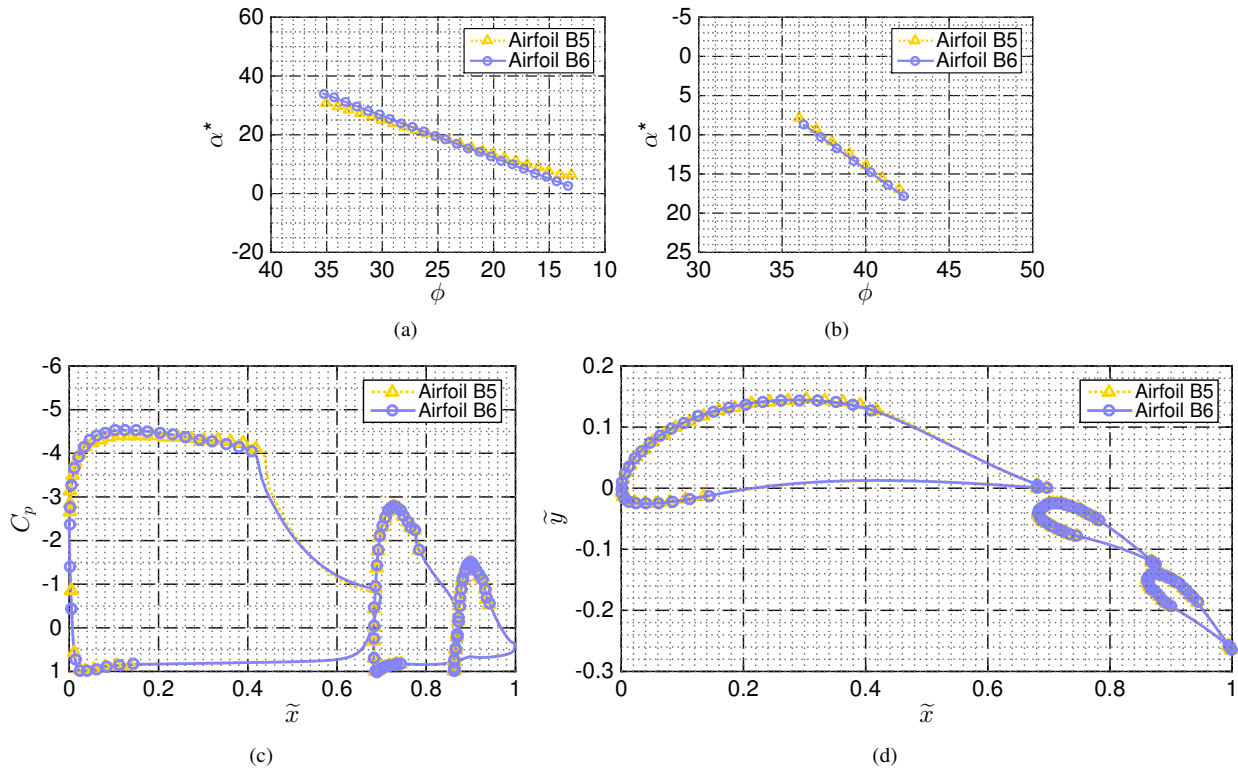 60
40
20
0
-20
40
35
30
25
20
15
10
α*
ϕ
Airfoil B5
Airfoil B6
(a)
-5
0
5
10
15
20
25
30
35
40
45
50
α*
ϕ
Airfoil B5
Airfoil B6
(b)
-6
-5
-4
-3
-2
-1
0
1
0
0.2
0.4
0.6
0.8
1
C_p
x̃
Airfoil B5
Airfoil B6
(c)
0.2
0.1
0
-0.1
-0.2
-0.3
0
0.2
0.4
0.6
0.8
1
ỹ
x̃
Airfoil B5
Airfoil B6
(d)